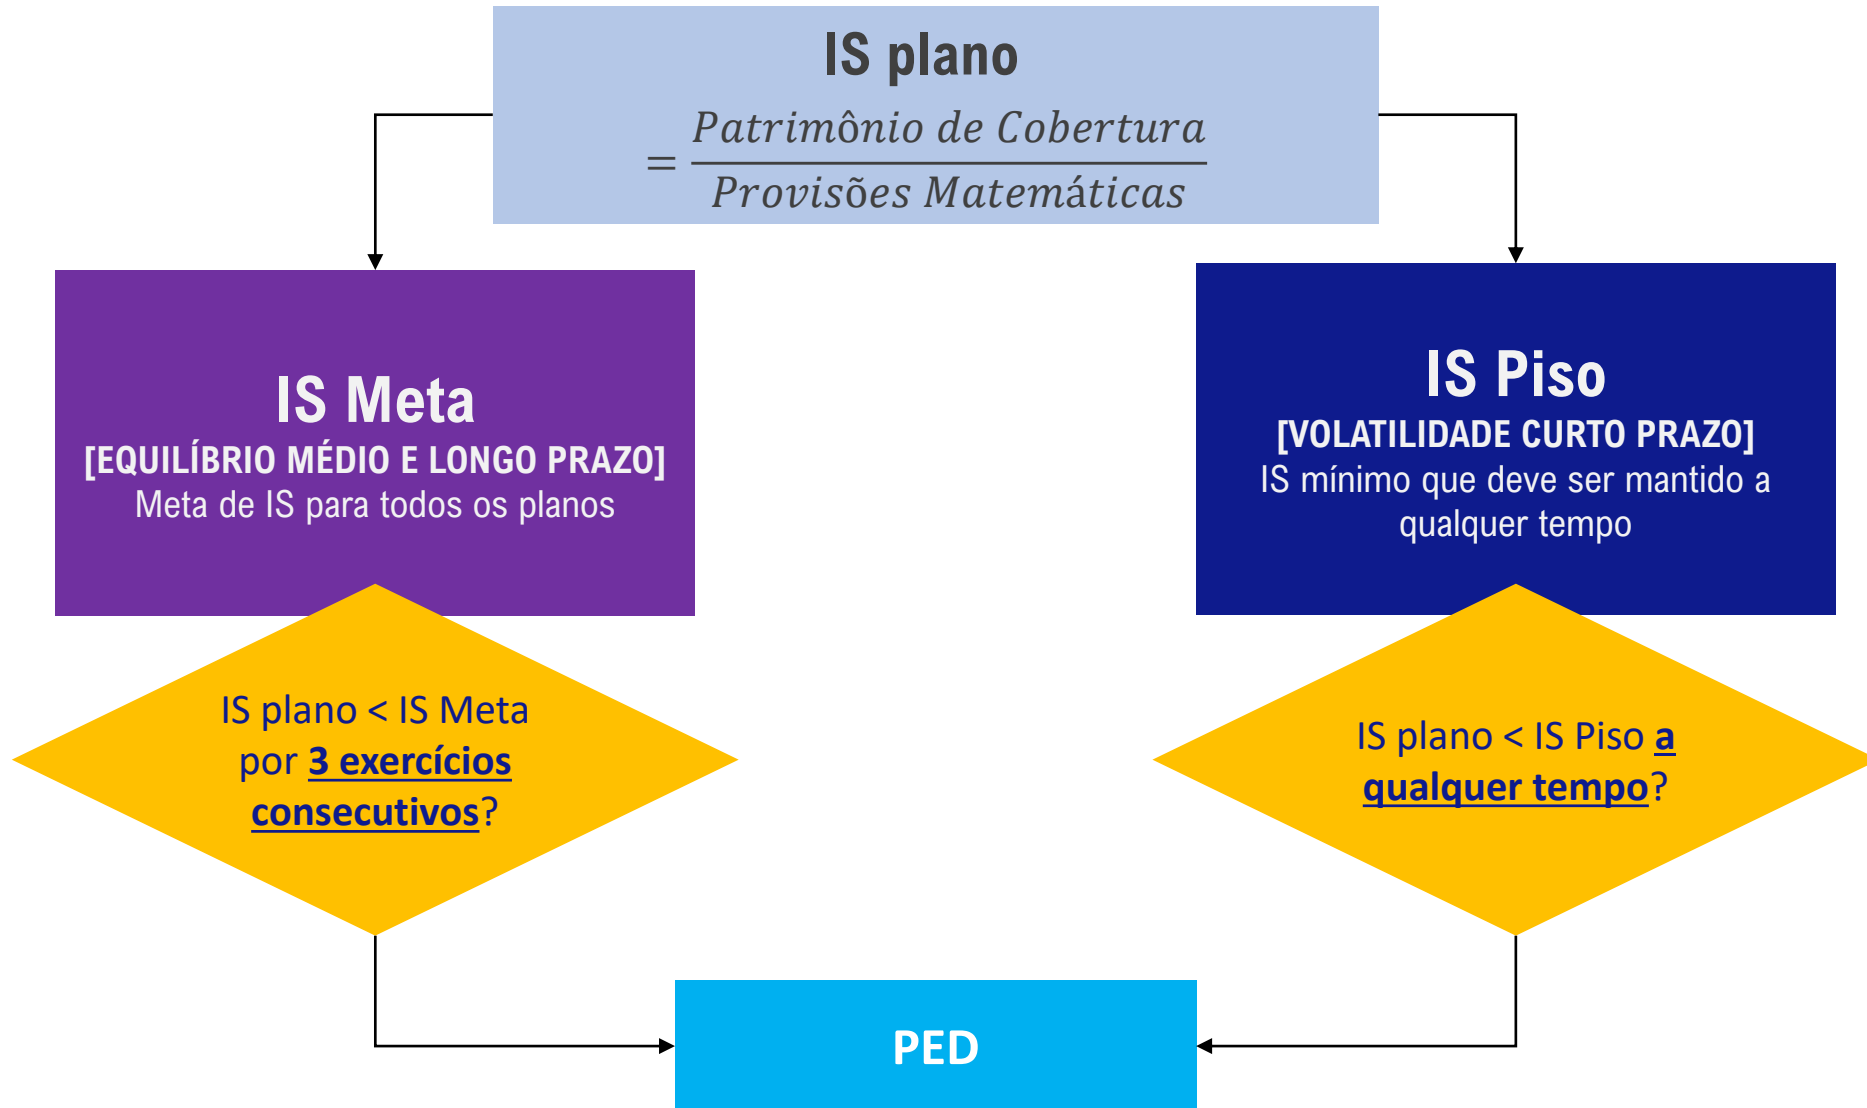 IS plano
= Patrimônio de Cobertura
Provisões Matemáticas
IS Meta
[EQUILÍBRIO MÉDIO E LONGO PRAZO]
Meta de IS para todos os planos
IS Piso
[VOLATILIDADE CURTO PRAZO]
IS mínimo que deve ser mantido a
qualquer tempo
IS plano < IS Meta
por 3 exercícios
consecutivos?
IS plano < IS Piso a
qualquer tempo?
PED